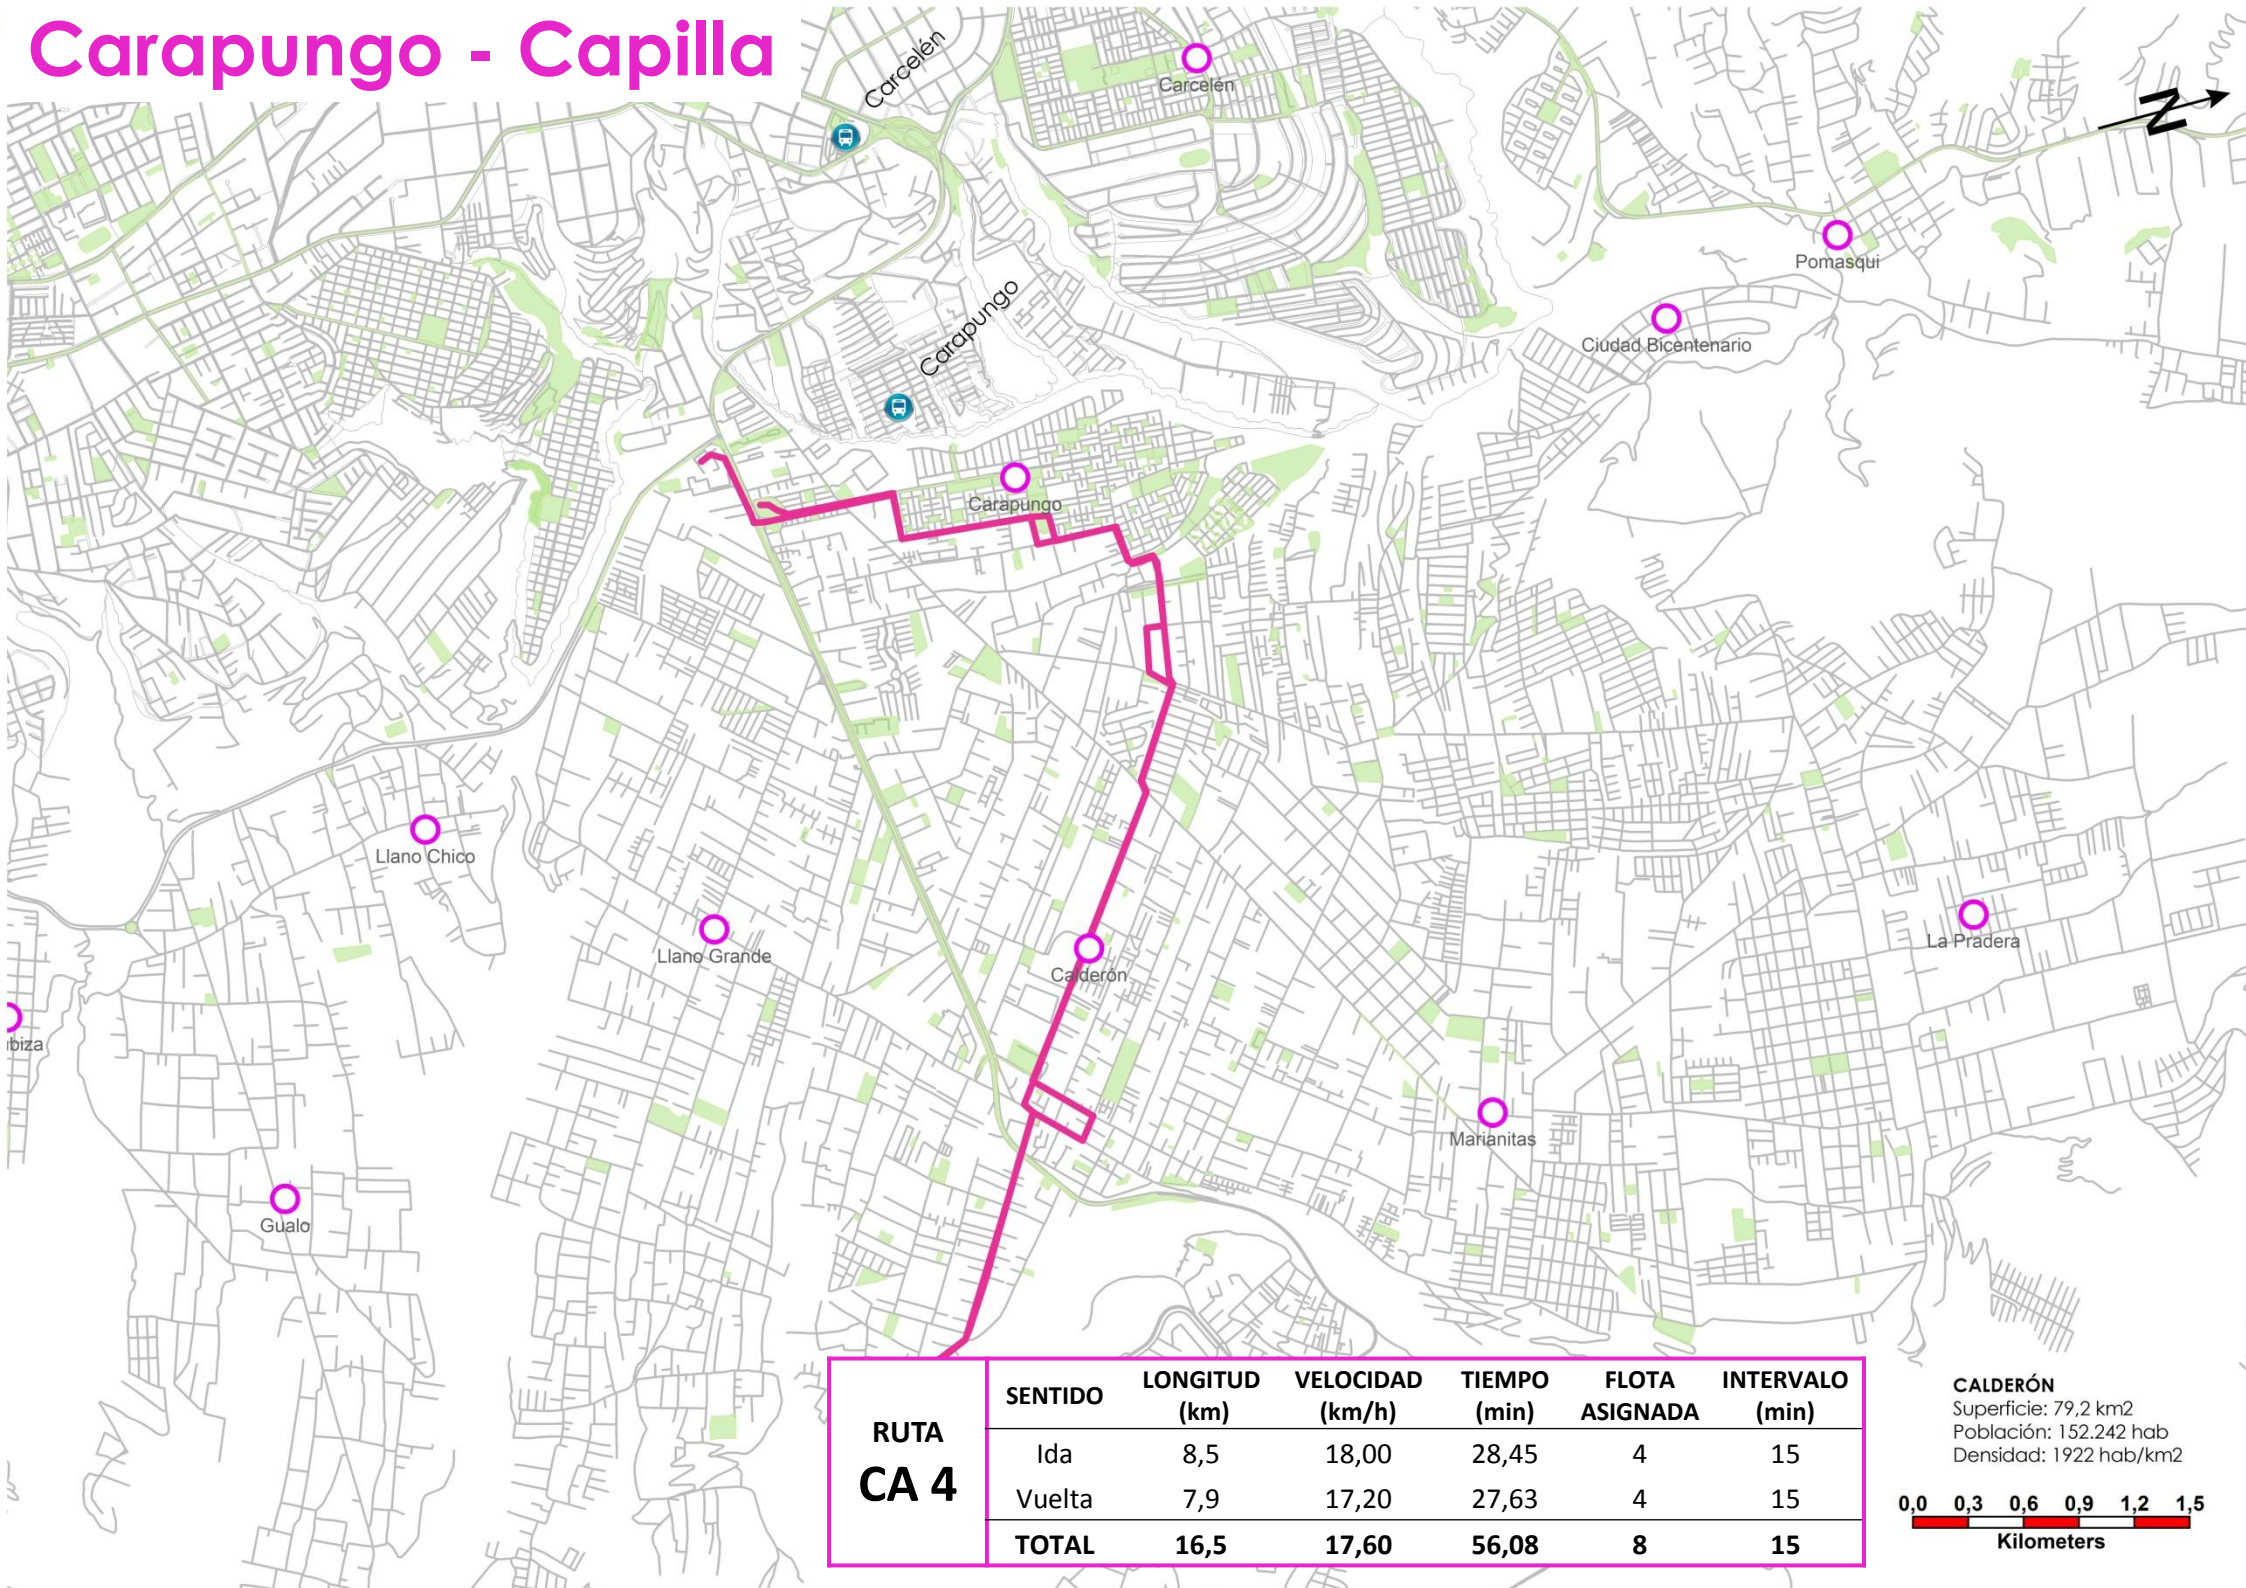 Carapungo - Capilla
Carcelén
Carcelén
N
Pomasqui
Carapungo
Ciudad Bicentenario
Carapungo
Llano Chico
Llano Grande
La Pradera
Calderón
biza
Marianitas
Gualo
RUTA
CA 4
SENTIDO LONGITUD (km) VELOCIDAD (km/h) TIEMPO (min) FLOTA ASIGNADA INTERVALO (min)
Ida 8,5 18,00 28,45 4 15
Vuelta 7,9 17,20 27,63 4 15
TOTAL 16,5 17,60 56,08 8 15
CALDERÓN
Superficie: 79,2 km2
Población: 152.242 hab
Densidad: 1922 hab/km2
0,0 0,3 0,6 0,9 1,2 1,5
Kilometers